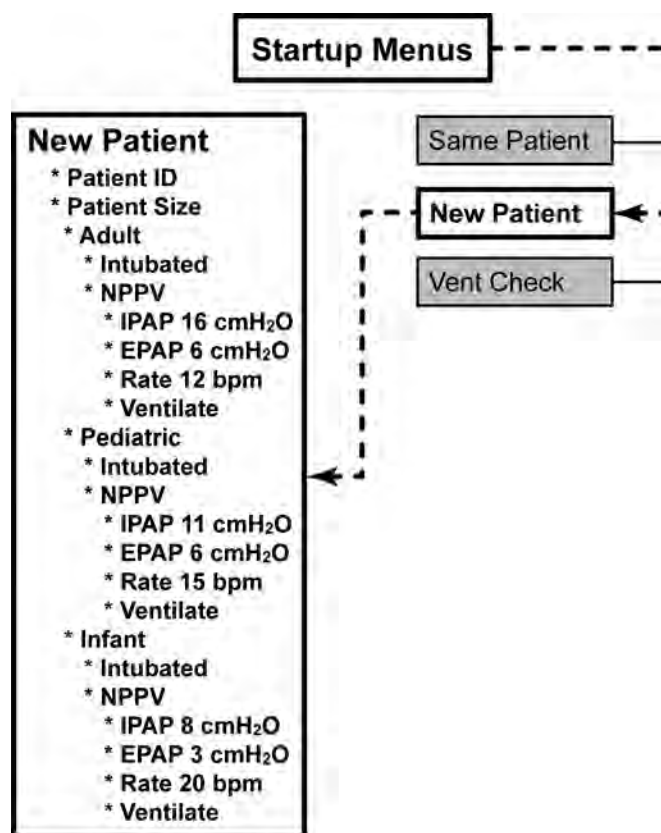 Startup Menus
Same Patient
New Patient
Vent Check
New Patient
* Patient ID
* Patient Size
* Adult
* Intubated
* NPPV
* IPAP 16 cmH₂O
* EPAP 6 cmH₂O
* Rate 12 bpm
* Ventilate
* Pediatric
* Intubated
* NPPV
* IPAP 11 cmH₂O
* EPAP 6 cmH₂O
* Rate 15 bpm
* Ventilate
* Infant
* Intubated
* NPPV
* IPAP 8 cmH₂O
* EPAP 3 cmH₂O
* Rate 20 bpm
* Ventilate